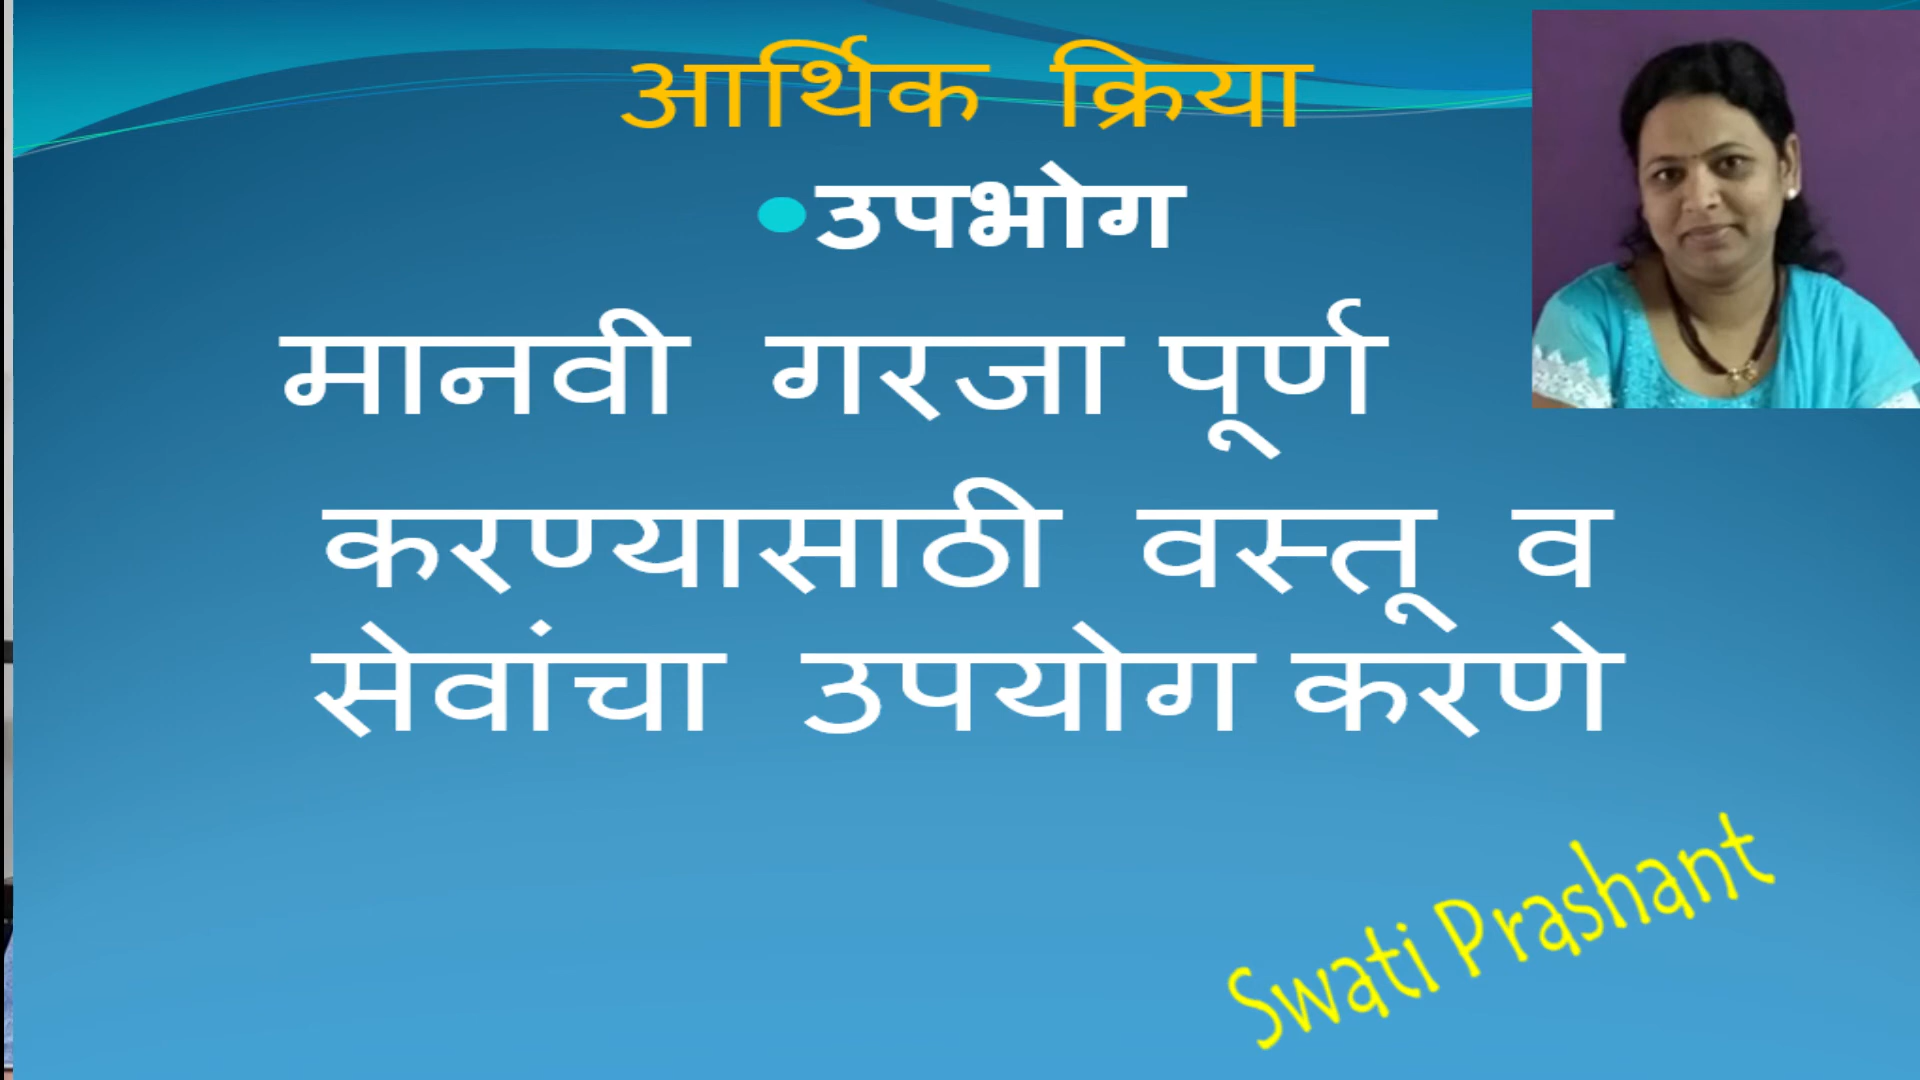 आर्थिक क्रिया
•उपभोग
मानवी गरजा पूर्ण
करण्यासाठी वस्तू व
सेवांचा उपयोग करणे
Swati Prashant